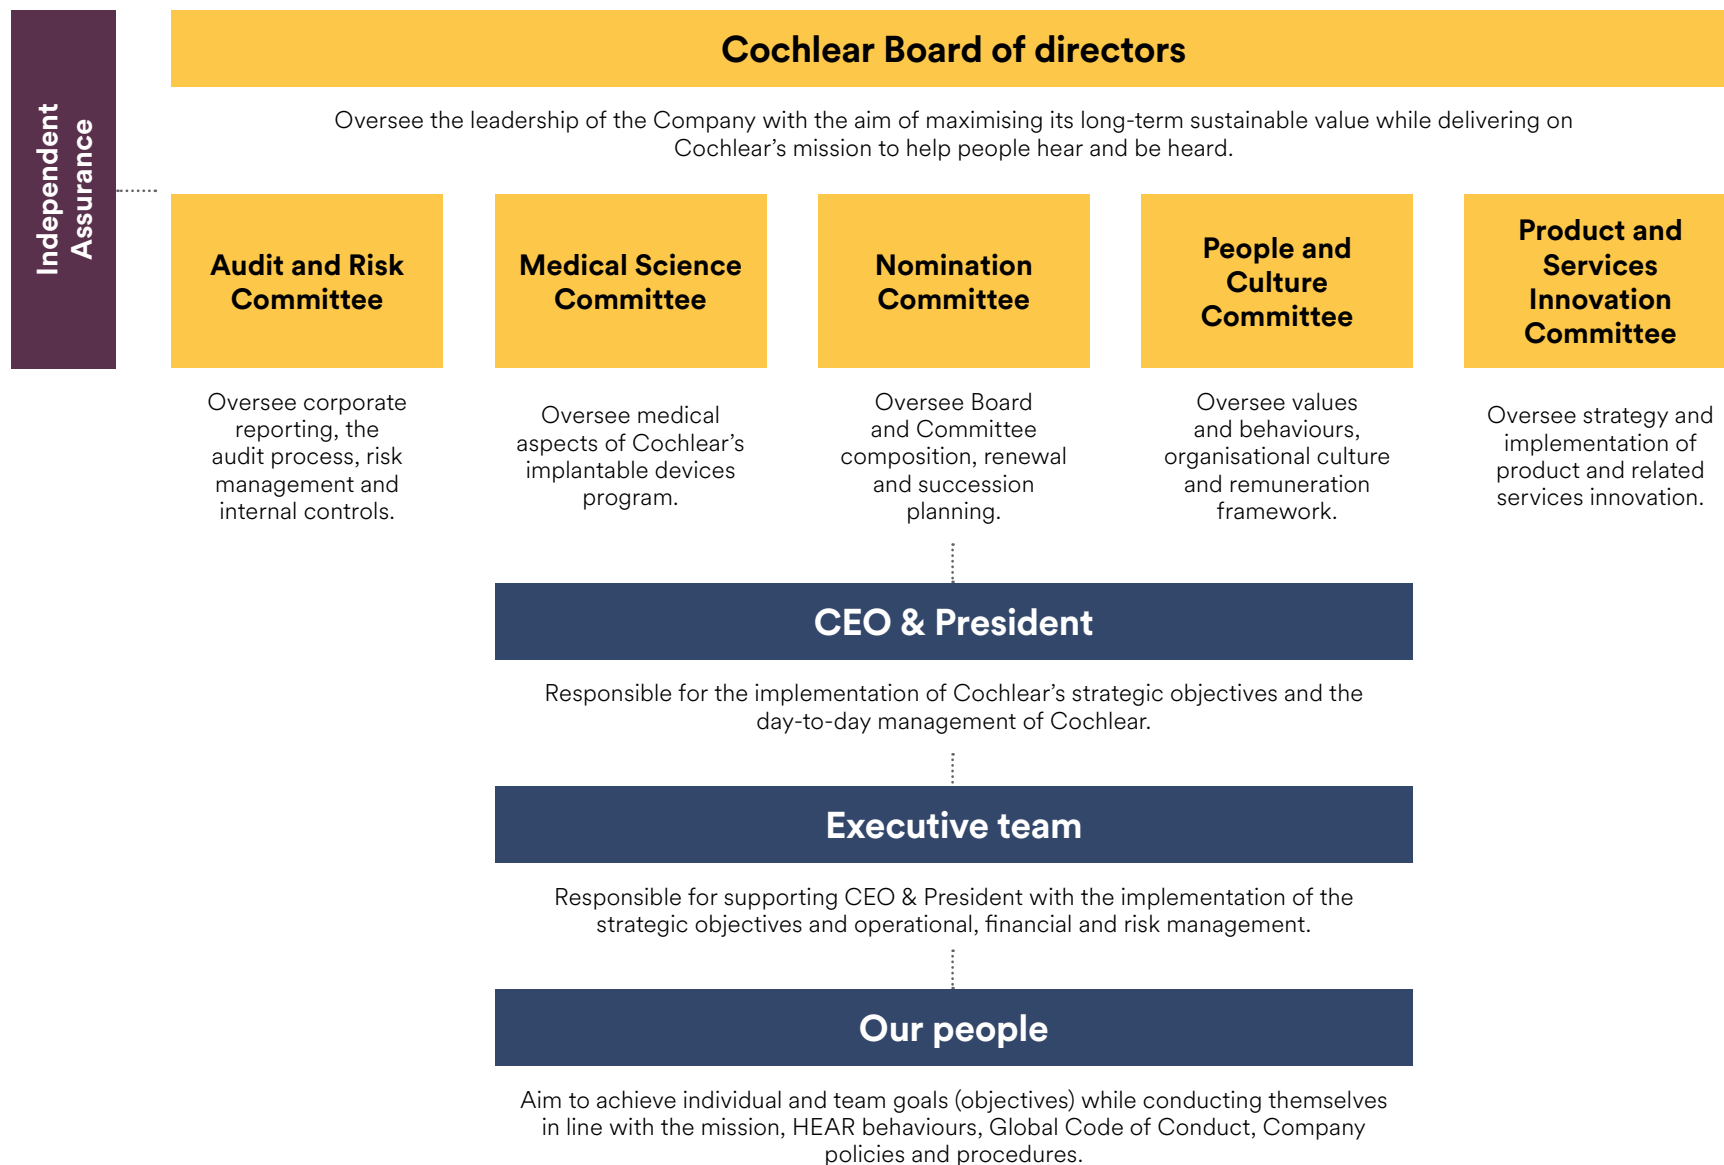 Independent
Assurance
Cochlear Board of directors
Oversee the leadership of the Company with the aim of maximising its long-term sustainable value while delivering on
Cochlear’s mission to help people hear and be heard.
Audit and Risk
Committee
Oversee corporate
reporting, the
audit process, risk
management and
internal controls.
Medical Science
Committee
Oversee medical
aspects of Cochlear’s
implantable devices
program.
Nomination
Committee
Oversee Board
and Committee
composition, renewal
and succession
planning.
People and
Culture
Committee
Oversee values
and behaviours,
organisational culture
and remuneration
framework.
Product and
Services
Innovation
Committee
Oversee strategy and
implementation of
product and related
services innovation.
CEO & President
Responsible for the implementation of Cochlear’s strategic objectives and the
day-to-day management of Cochlear.
Executive team
Responsible for supporting CEO & President with the implementation of the
strategic objectives and operational, financial and risk management.
Our people
Aim to achieve individual and team goals (objectives) while conducting themselves
in line with the mission, HEAR behaviours, Global Code of Conduct, Company
policies and procedures.